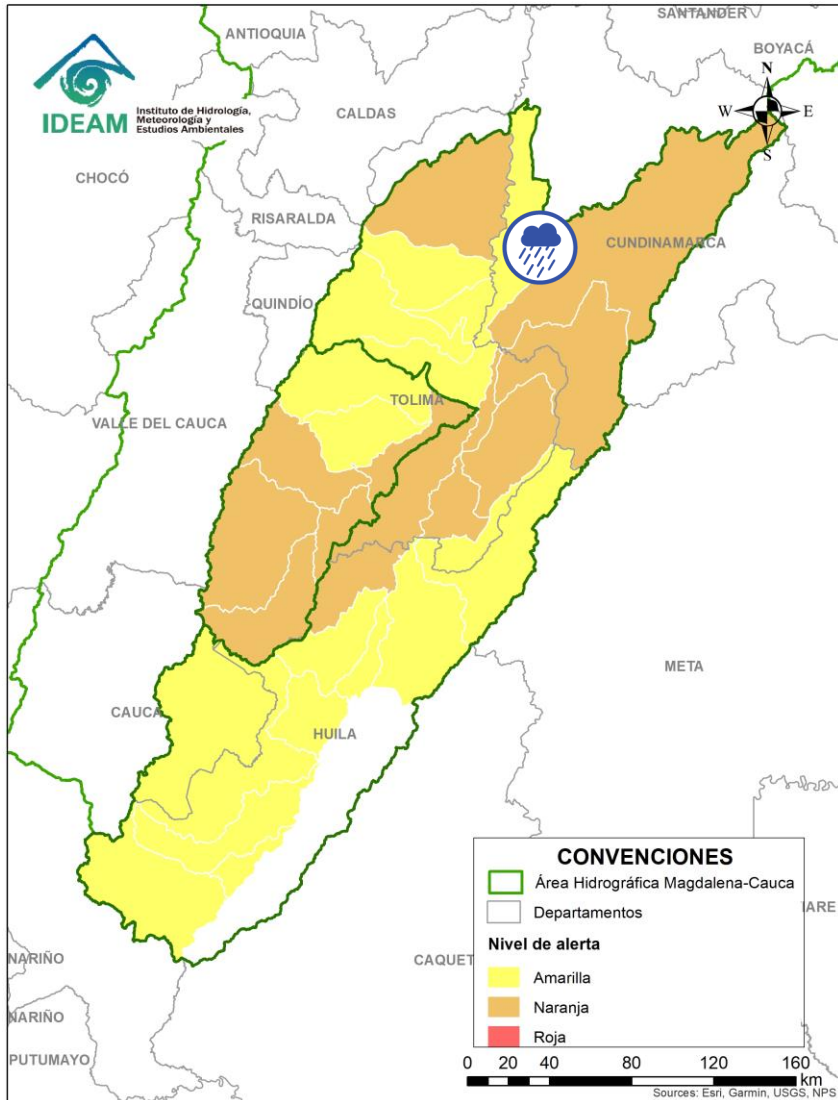 SANTANDER
ANTIOQUIA
BOYACÁ
N
W E
S
IDEAM
Instituto de Hidrología,
Meteorología y
Estudios Ambientales
CALDAS
CHOCÓ
RISARALDA
CUNDINAMARCA
QUINDÍO
TOLIMA
VALLE DEL CAUCA
META
CAUCA
HUILA
CONVENCIONES
Área Hidrográfica Magdalena-Cauca
Departamentos
IARE
Nivel de alerta
NARIÑO
CAQUET
Amarilla
Naranja
NARIÑO
Roja
PUTUMAYO
0 20 40 80 120 160
km
Sources: Esri, Garmin, USGS, NPS